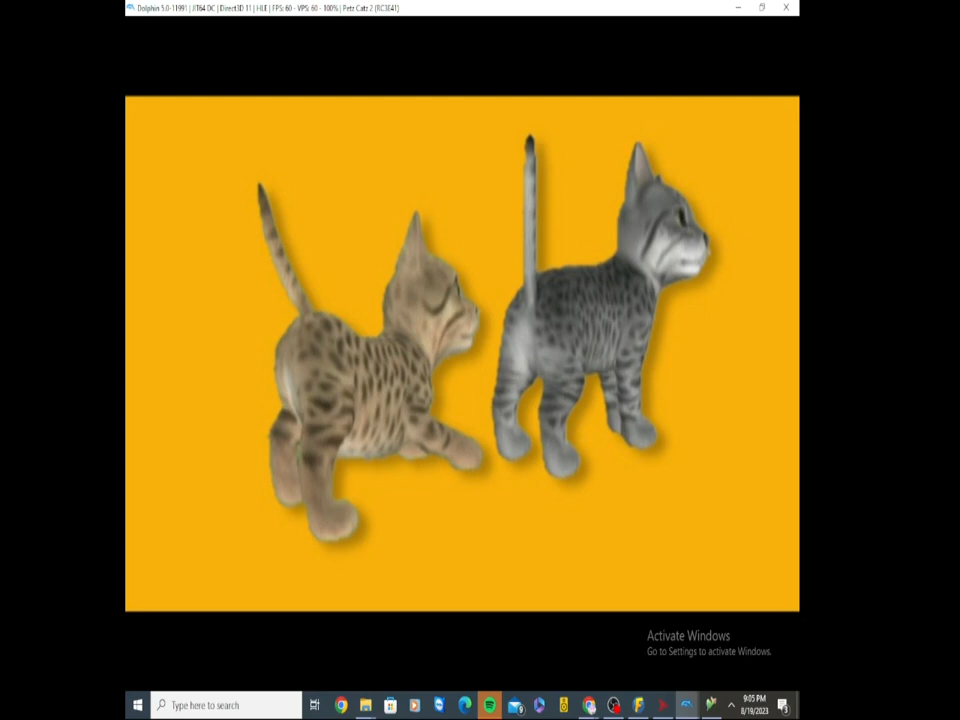 Dolphin 5.0-11991 | JIT64 DC | Direct3D 11 | HLE | FPS: 60 - VPS: 60 - 100% | Petz Catz 2 (RC3E41)
Activate Windows
Go to Settings to activate Windows.
Type here to search
9:05 PM
8/19/2023